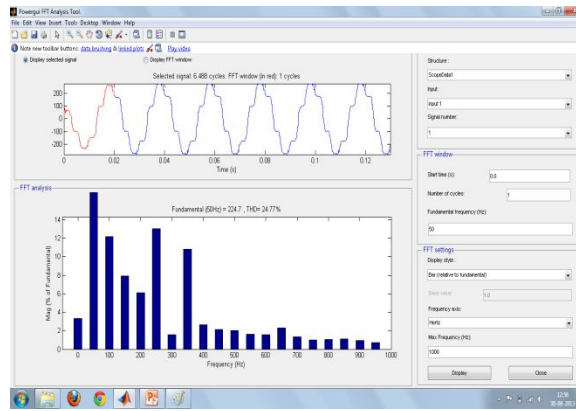 Powergui FFT Analysis Tool.
File Edit View Insert Tools Desktop Window Help
Note new toolbar buttons: data brushing & linked plots Play video
Display selected signal Display FFT window
Selected signal: 6.488 cycles. FFT window (in red): 1 cycles
200
100
0
-100
-200
0 0.02 0.04 0.06 0.08 0.1 0.12
Time (s)
FFT analysis
Fundamental (50Hz) = 224.7 , THD= 24.77%
14
12
10
8
6
4
2
0
Mag (% of Fundamental)
0 100 200 300 400 500 600 700 800 900 1000
Frequency (Hz)
Structure :
ScopeData1
Input :
input 1
Signal number:
1
FFT window
Start time (s): 0.0
Number of cycles: 1
Fundamental frequency (Hz):
50
FFT settings
Display style :
Bar (relative to fundamental)
Base value: 1.0
Frequency axis:
Hertz
Max Frequency (Hz):
1000
Display Close
12:56